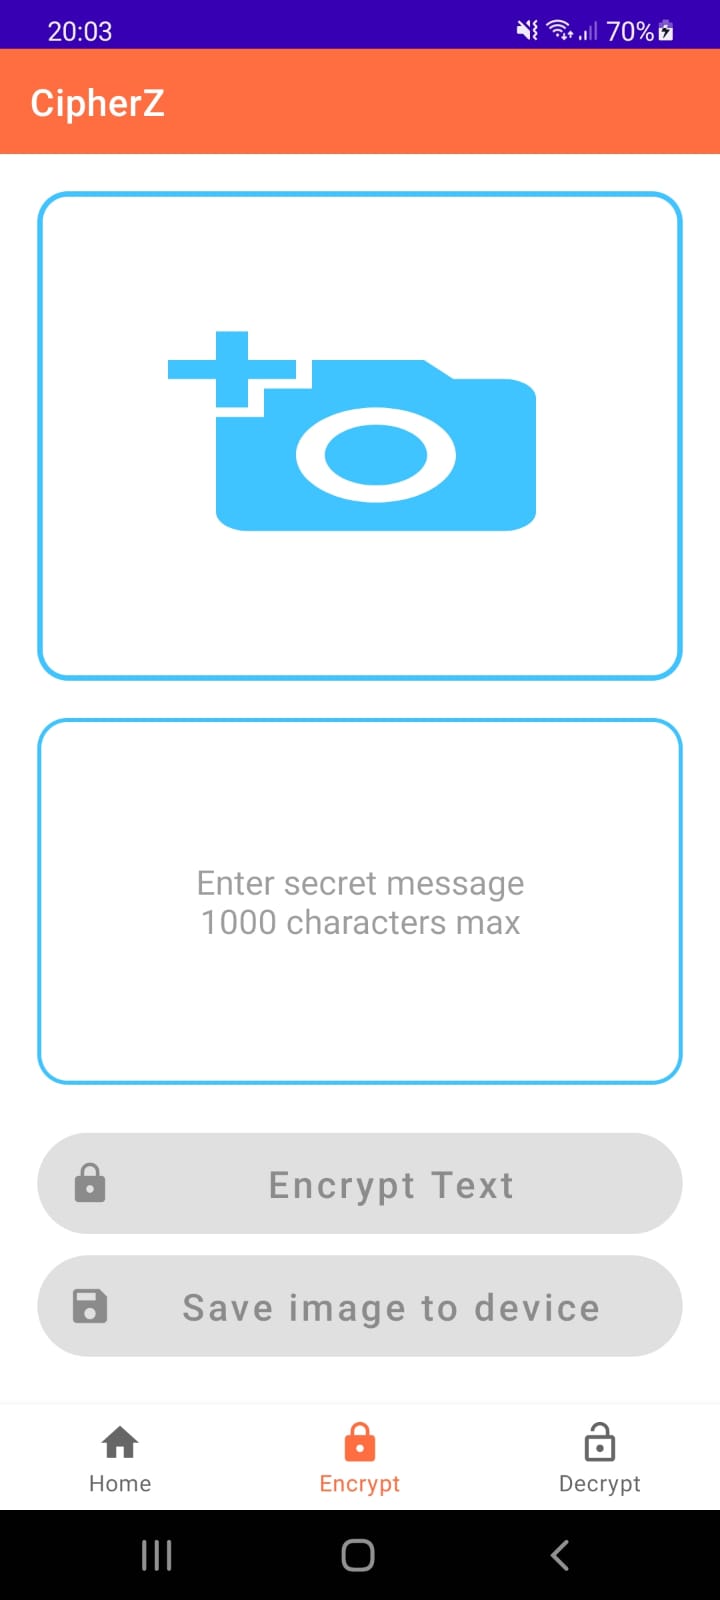 20:03
70%
CipherZ
Enter secret message
1000 characters max
Encrypt Text
Save image to device
Home
Encrypt
Decrypt